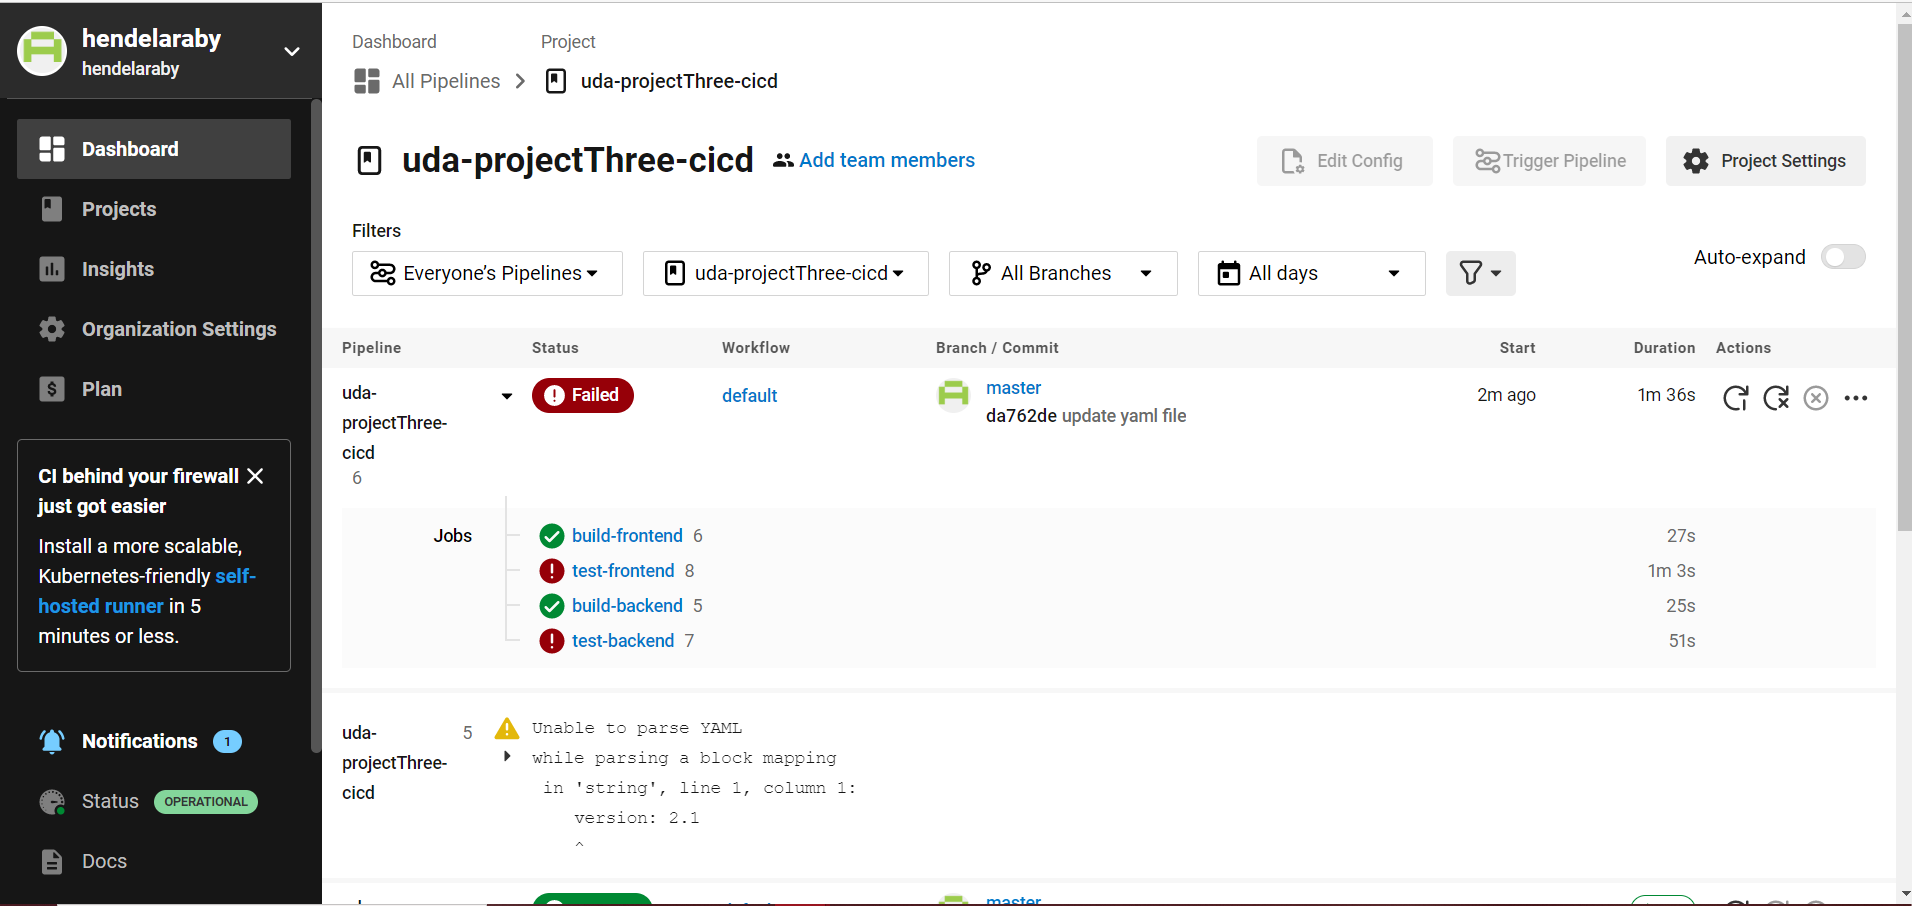 hendelaraby
hendelaraby
Dashboard
Projects
Insights
Organization Settings
Plan
CI behind your firewall
just got easier
Install a more scalable,
Kubernetes-friendly self-
hosted runner in 5
minutes or less.
Notifications 1
Status OPERATIONAL
Docs
Dashboard Project
All Pipelines uda-projectThree-cicd
uda-projectThree-cicd Add team members Edit Config Trigger Pipeline Project Settings
Filters
Everyone's Pipelines uda-projectThree-cicd All Branches All days Auto-expand
Pipeline Status Workflow Branch / Commit Start Duration Actions
uda-
projectThree-
cicd
6
Failed default master 2m ago 1m 36s
da762de update yaml file
Jobs
build-frontend 6 27s
test-frontend 8 1m 3s
build-backend 5 25s
test-backend 7 51s
uda-
projectThree-
cicd
5
Unable to parse YAML
while parsing a block mapping
in 'string', line 1, column 1:
version: 2.1
^
master